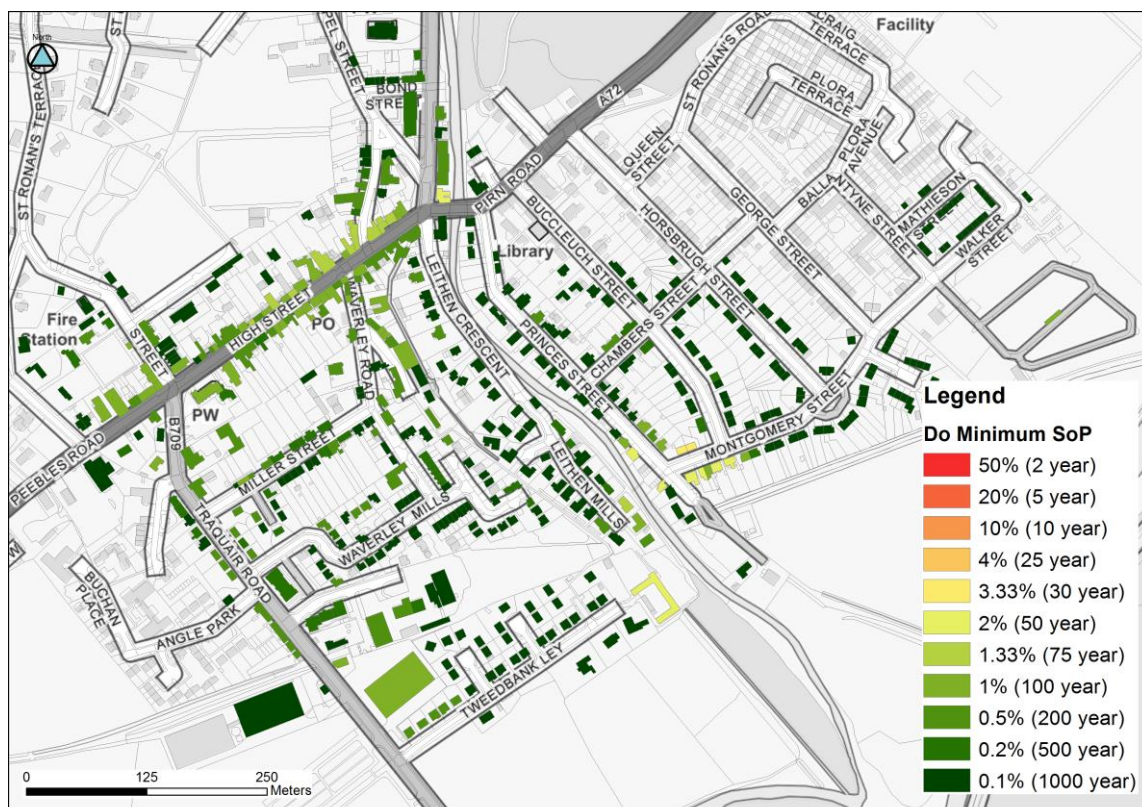 North
ST RONAN'S TERRACE
BOND
STREET
PEL STREET
A72
PIRN ROAD
ST RONAN'S ROAD
QUEEN
STREET
CRAIG
TERRACE
Facility
PLORA
TERRACE
PLORA
AVENUE
BALLA
NTYNE STREET
MATHIESON
WALKER
STREET
GEORGE STREET
HORSBRUGH STREET
BUCCLEUCH STREET
CHAMBERS STREET
Library
PRINCES STREET
LEITHEN CRESCENT
LEITHEN MILLS
MONTGOMERY STREET
HIGH STREET
PO
WAVERLEY ROAD
Fire
Station
STREET
PW
B709
PEEBLES ROAD
MILLER STREET
WAVERLEY MILLS
TRAQUAIR ROAD
BUCHAN
PLACE
ANGLE PARK
TWEEDBANK LEY
0 125 250
Meters
Legend
Do Minimum SoP
50% (2 year)
20% (5 year)
10% (10 year)
4% (25 year)
3.33% (30 year)
2% (50 year)
1.33% (75 year)
1% (100 year)
0.5% (200 year)
0.2% (500 year)
0.1% (1000 year)